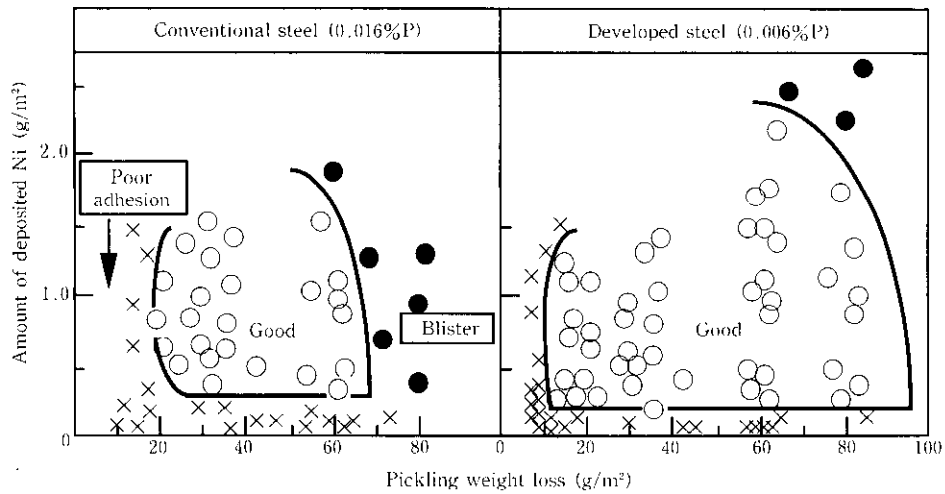 Conventional steel (0.016%P)
Developed steel (0.006%P)
Amount of deposited Ni (g/m²)
2.0
1.0
0
Poor
adhesion
Good
Blister
Good
20
40
60
80
0
20
40
60
80
100
Pickling weight loss (g/m²)